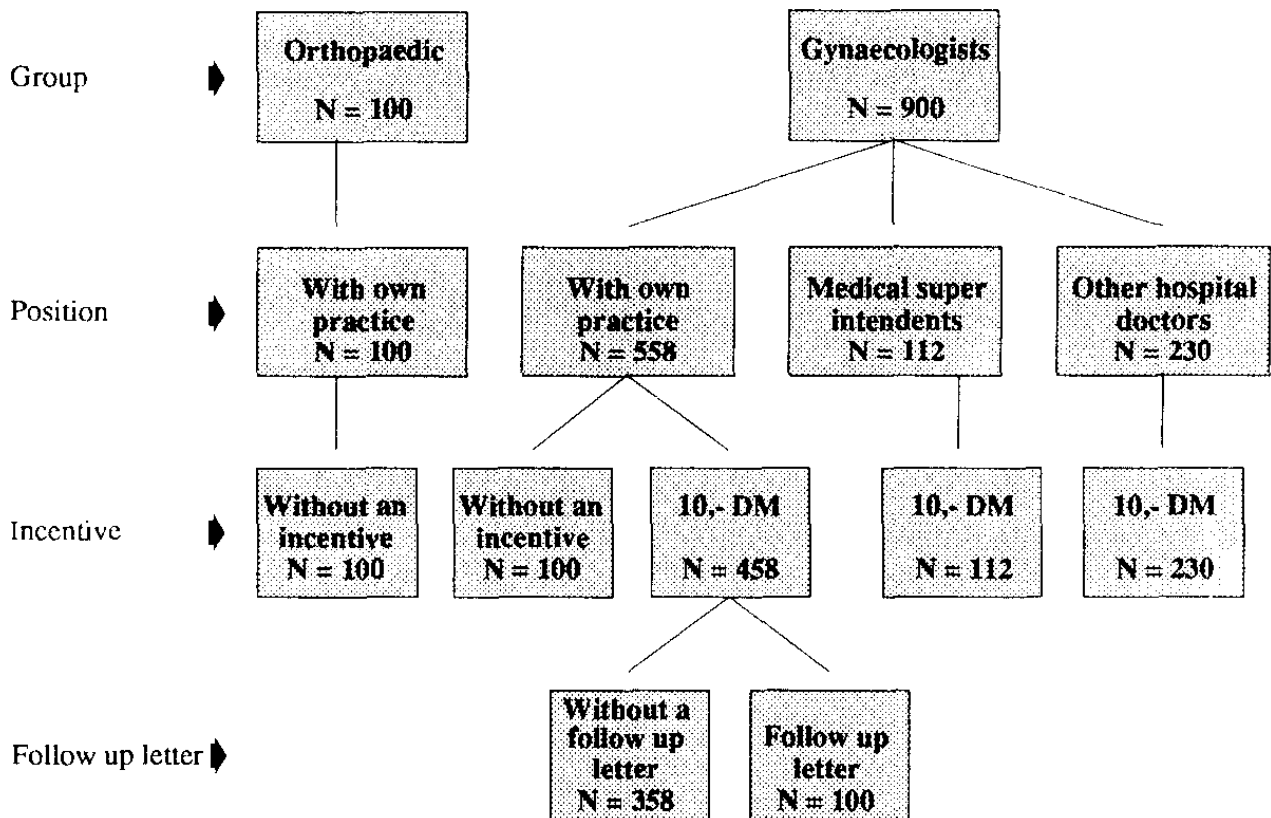 Group
Orthopaedic
N = 100
Gynaecologists
N = 900
Position
With own
practice
N = 100
With own
practice
N = 558
Medical super
intendents
N = 112
Other hospital
doctors
N = 230
Incentive
Without an
incentive
N = 100
Without an
incentive
N = 100
10,- DM
N = 458
10,- DM
N = 112
10,- DM
N = 230
Follow up letter
Without a
follow up
letter
N = 358
Follow up
letter
N = 100